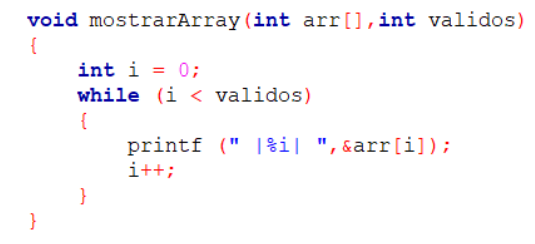 void mostrarArray(int arr[],int validos)
{
    int i = 0;
    while (i < validos)
    {
        printf (" |%i| ",&arr[i]);
        i++;
    }
}